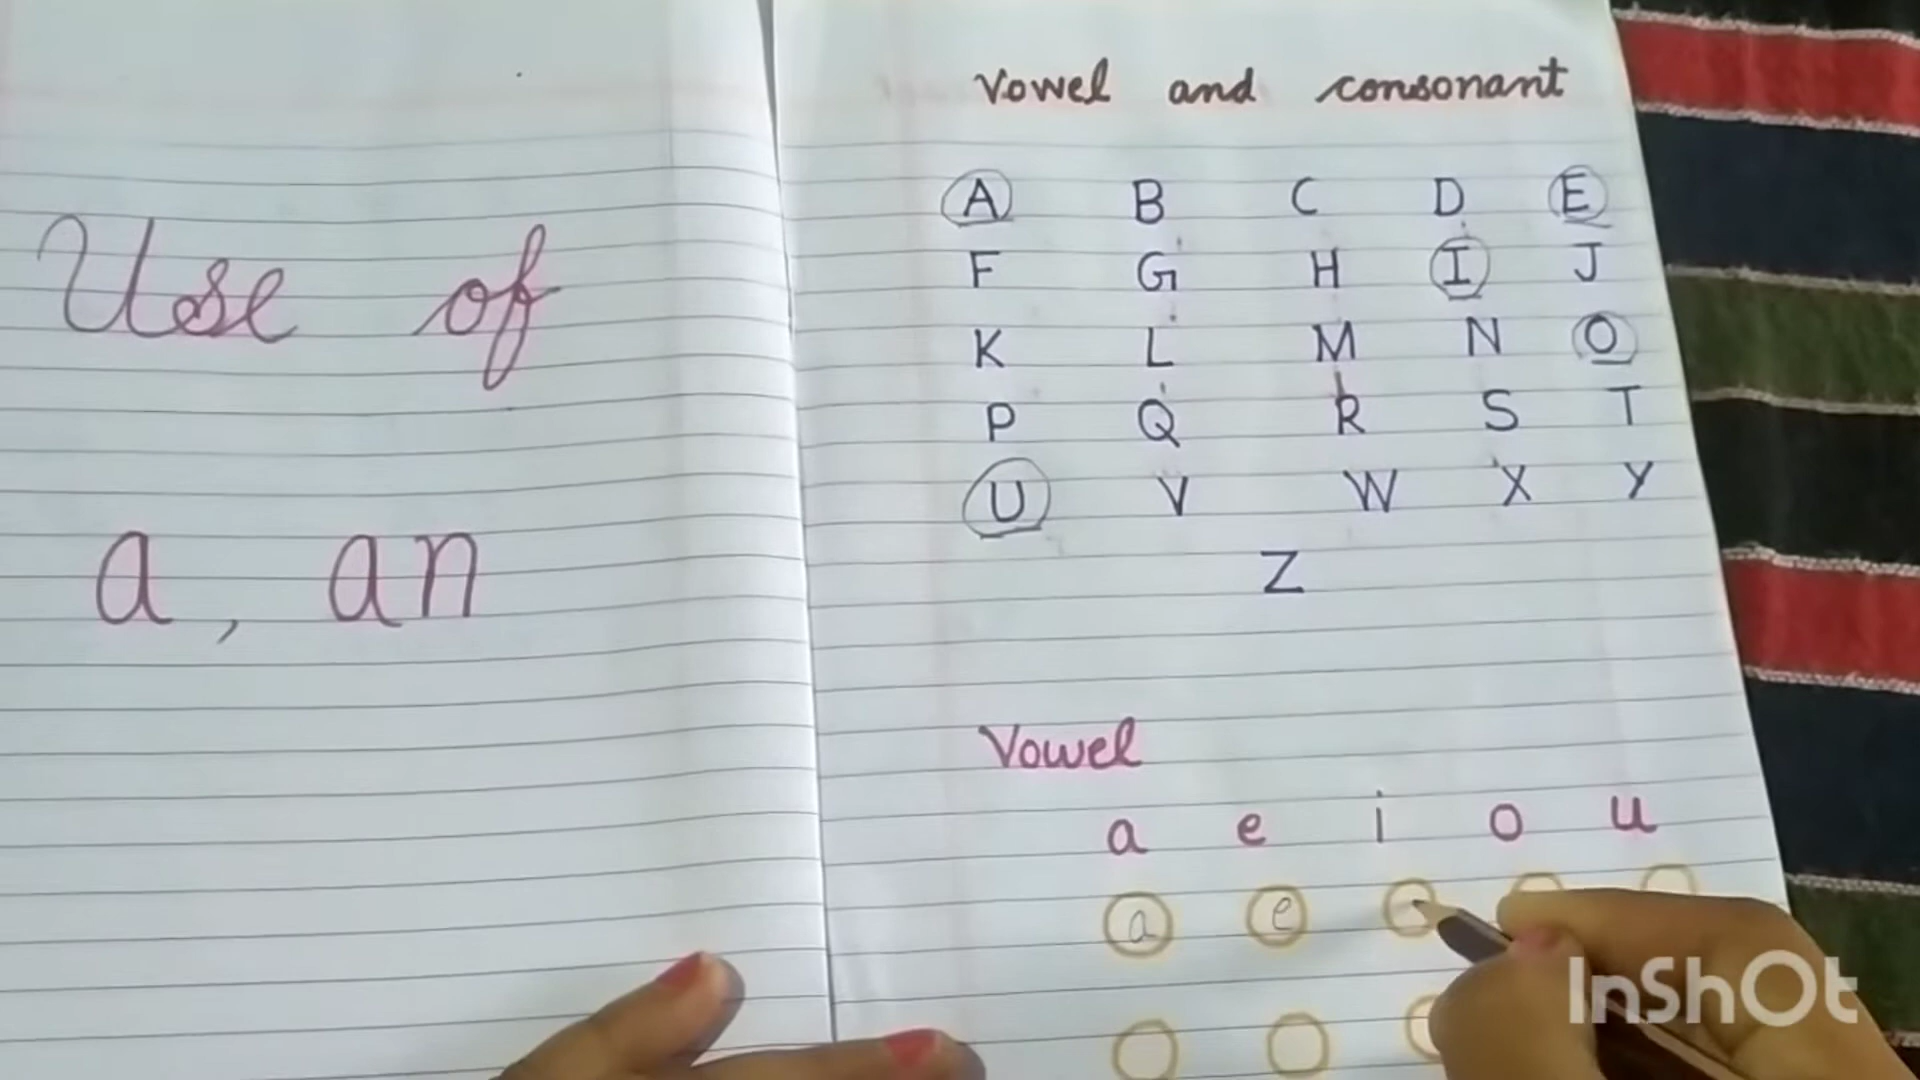 Use of
a, an
Vowel and consonant
A B C D E
F G H I J
K L M N O
P Q R S T
U V W X Y
Z
Vowel
a e i o u
a e
InShOt